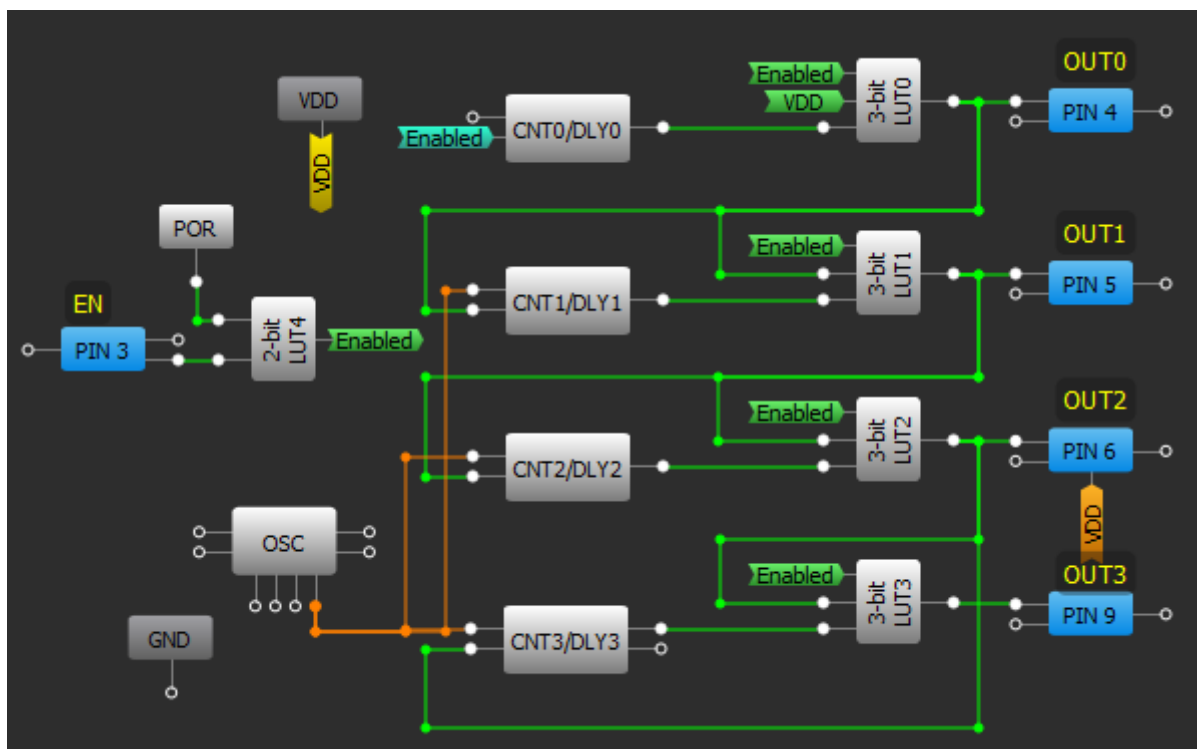 OUT0
VDD
Enabled
VDD
3-bit
LUT0
PIN 4
Enabled
CNT0/DLY0
VDD
POR
OUT1
Enabled
3-bit
LUT1
PIN 5
EN
CNT1/DLY1
PIN 3
2-bit
LUT4
Enabled
OUT2
Enabled
3-bit
LUT2
PIN 6
CNT2/DLY2
OSC
VDD
OUT3
Enabled
3-bit
LUT3
PIN 9
GND
CNT3/DLY3